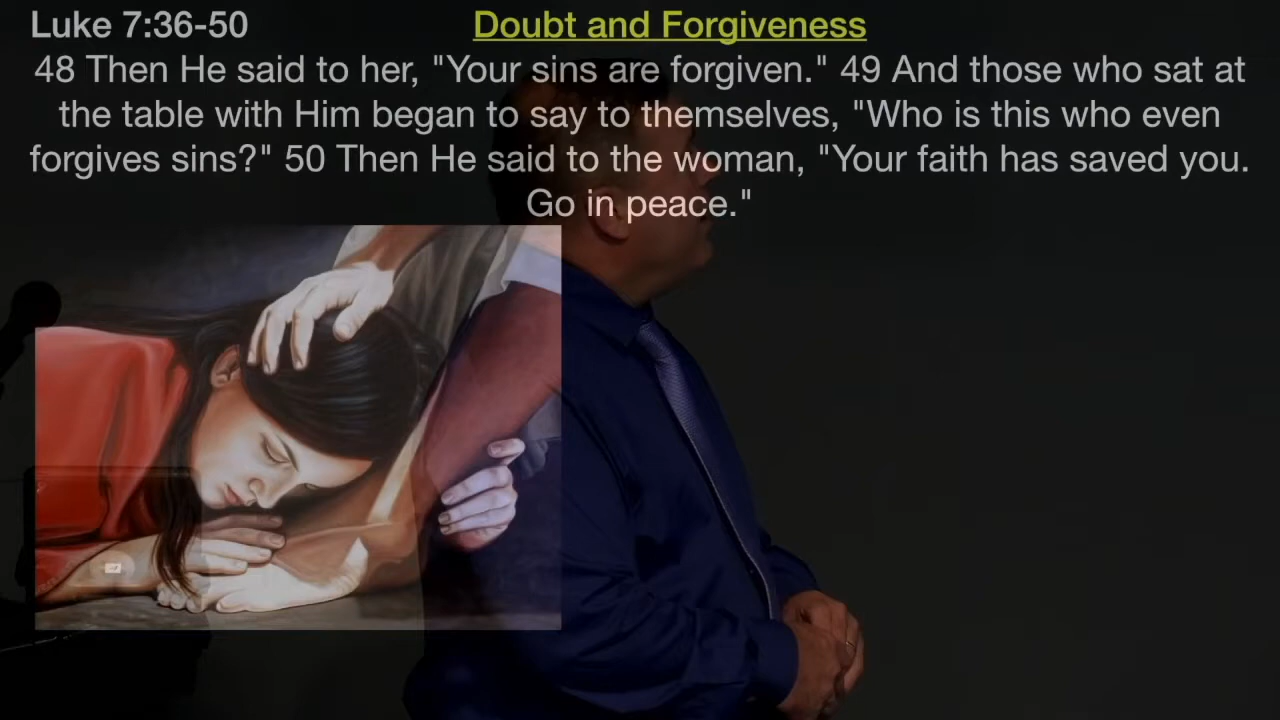 Luke 7:36-50
Doubt and Forgiveness
48 Then He said to her, "Your sins are forgiven." 49 And those who sat at
the table with Him began to say to themselves, "Who is this who even
forgives sins?" 50 Then He said to the woman, "Your faith has saved you.
Go in peace."